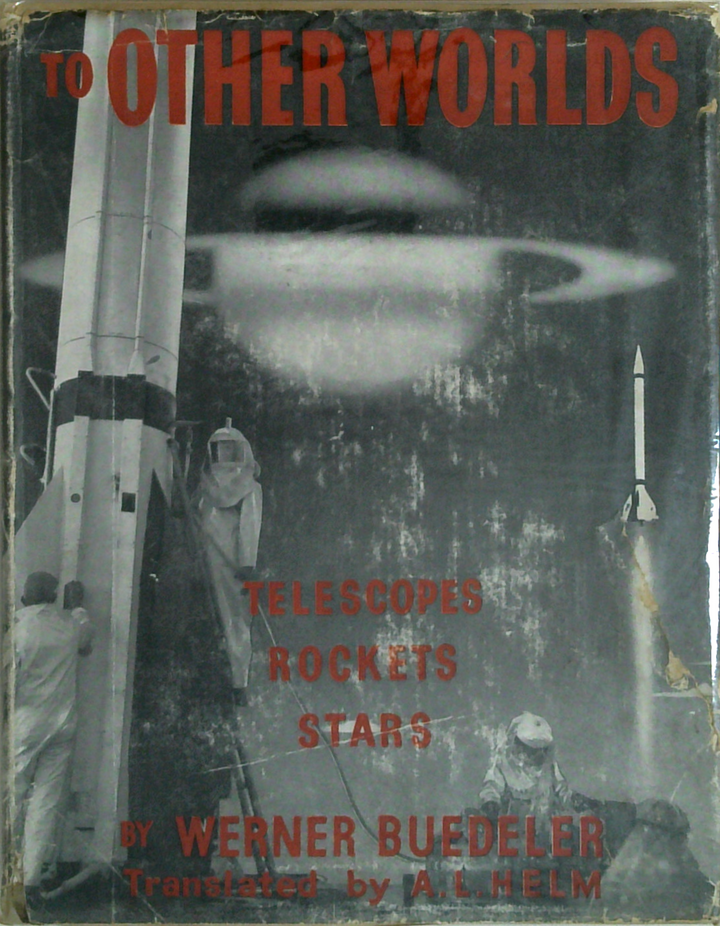 TO OTHER WORLDS
TELESCOPES
ROCKETS
STARS
BY WERNER BUEDELER
Translated by A.L.HELM